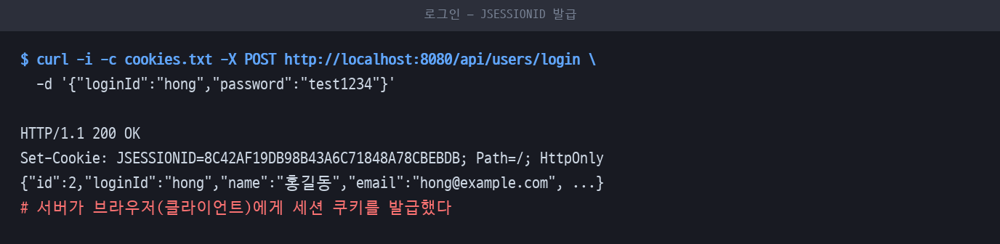 로그인 — JSESSIONID 발급
$ curl -i -c cookies.txt -X POST http://localhost:8080/api/users/login \
-d '{"loginId":"hong","password":"test1234"}'
HTTP/1.1 200 OK
Set-Cookie: JSESSIONID=8C42AF19DB98B43A6C71848A78CBEBDB; Path=/; HttpOnly
{"id":2,"loginId":"hong","name":"홍길동","email":"hong@example.com", ...}
# 서버가 브라우저(클라이언트)에게 세션 쿠키를 발급했다